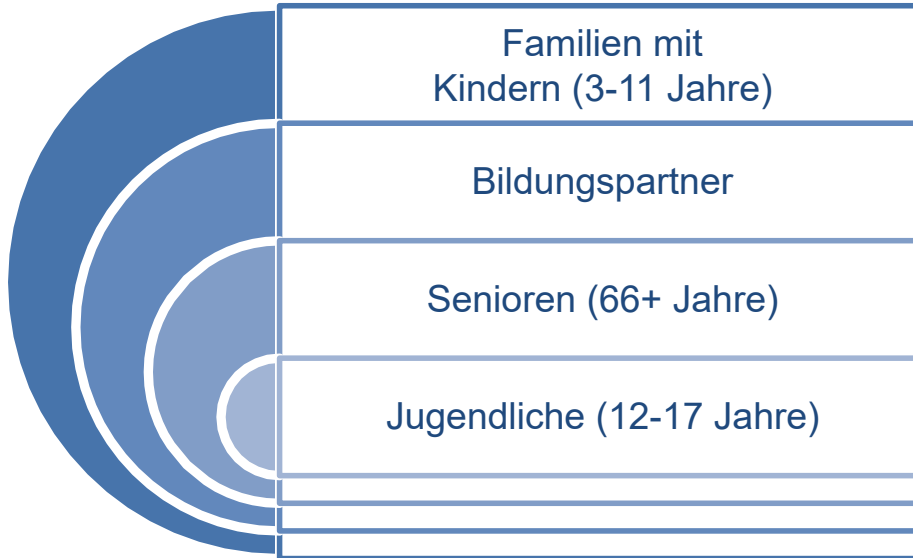 Familien mit
Kindern (3-11 Jahre)
Bildungspartner
Senioren (66+ Jahre)
Jugendliche (12-17 Jahre)